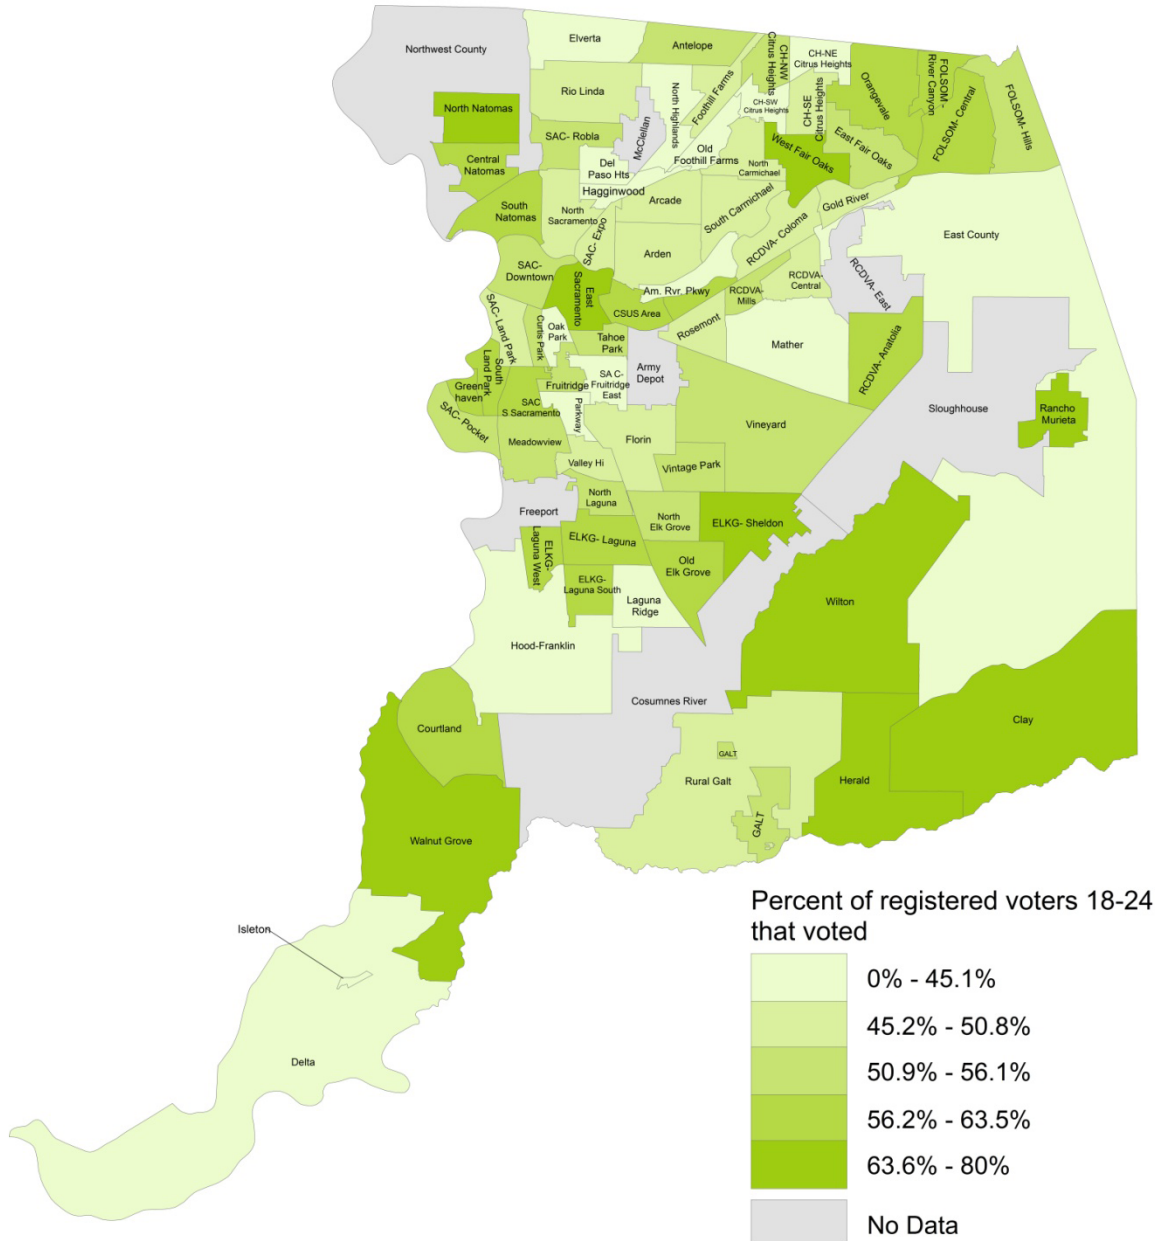 Northwest County
Elverta
Antelope
CH-NW
Citrus Heights
CH-NE
Citrus Heights
Orangevale
FOLSOM -
River Canyon
FOLSOM- Central
FOLSOM- Hills
North Natomas
Rio Linda
McClellan
North Highlands
Foothill Farms
CH-SW
Citrus Heights
CH-SE
Citrus Heights
SAC- Robla
Old
Foothill Farms
West Fair Oaks
East Fair Oaks
Central
Natomas
Del
Paso Hts
North
Carmichael
Hagginwood
South
Natomas
North
Sacramento
Arcade
South Carmichael
Gold River
SAC- Expo
RCDVA- Coloma
East County
Arden
SAC-
Downtown
East
Sacramento
Am. Rvr. Pkwy
RCDVA-
Mills
RCDVA-
Central
RCDVA- East
CSUS Area
SAC- Land Park
Curtis Park
Oak
Park
Tahoe
Park
Rosemont
Mather
RCDVA- Anatolia
South
Land Park
Army
Depot
Green
haven
Fruitridge
SA C-
Fruitridge
East
Sloughhouse
Rancho
Murieta
SAC- Pocket
SAC
S Sacramento
Parkway
Meadowview
Florin
Vineyard
Valley Hi
Vintage Park
North
Laguna
Freeport
North
Elk Grove
ELKG- Sheldon
ELKG-
Laguna West
ELKG- Laguna
Old
Elk Grove
ELKG-
Laguna South
Laguna
Ridge
Wilton
Hood-Franklin
Cosumnes River
Courtland
Clay
GALT
Rural Galt
Herald
GALT
Walnut Grove
Isleton
Delta
Percent of registered voters 18-24
that voted
0% - 45.1%
45.2% - 50.8%
50.9% - 56.1%
56.2% - 63.5%
63.6% - 80%
No Data